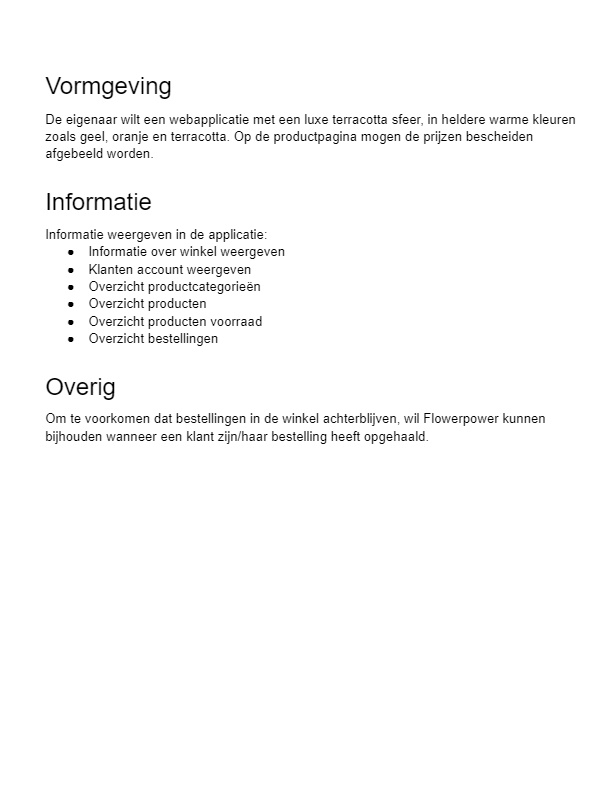 Vormgeving
De eigenaar wilt een webapplicatie met een luxe terracotta sfeer, in heldere warme kleuren
zoals geel, oranje en terracotta. Op de productpagina mogen de prijzen bescheiden
afgebeeld worden.
Informatie
Informatie weergeven in de applicatie:
● Informatie over winkel weergeven
● Klanten account weergeven
● Overzicht productcategorieën
● Overzicht producten
● Overzicht producten voorraad
● Overzicht bestellingen
Overig
Om te voorkomen dat bestellingen in de winkel achterblijven, wil Flowerpower kunnen
bijhouden wanneer een klant zijn/haar bestelling heeft opgehaald.